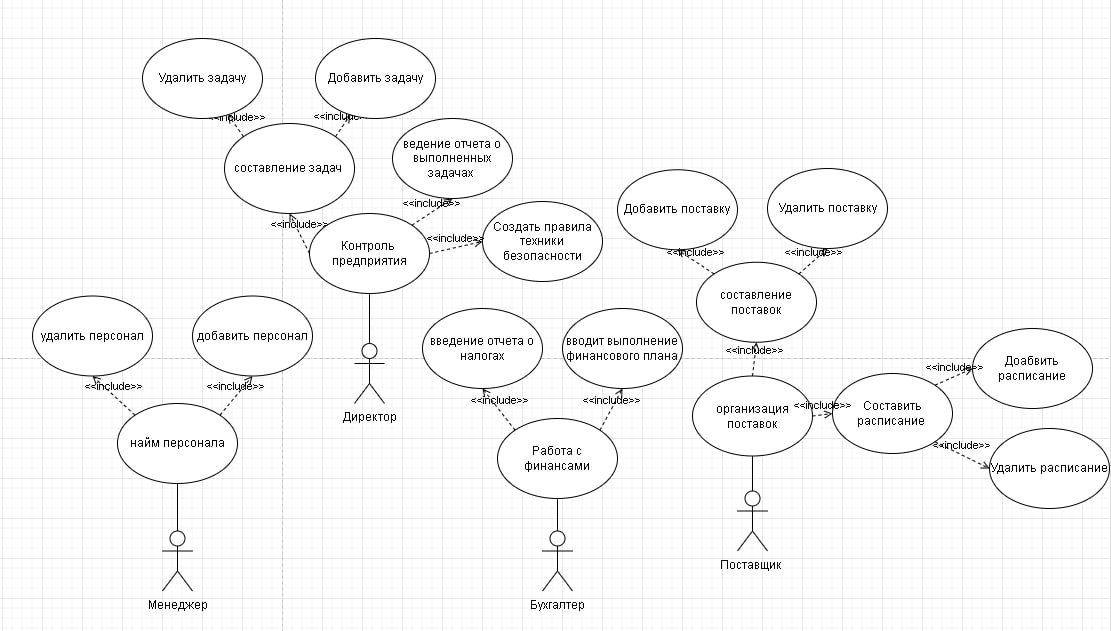 Удалить задачу
Добавить задачу
<<include>>
<<include>>
составление задач
ведение отчета о
выполненных
задачах
<<include>>
<<include>>
Контроль
предприятия
<<include>>
Создать правила
техники
безопасности
Директор
Добавить поставку
Удалить поставку
<<include>>
<<include>>
составление
поставок
<<include>>
организация
поставок
<<include>>
Составить
расписание
<<include>>
Доабвить
расписание
<<include>>
Удалить расписание
Поставщик
удалить персонал
добавить персонал
<<include>>
<<include>>
найм персонала
Менеджер
введение отчета о
налогах
вводит выполнение
финансового плана
<<include>>
<<include>>
Работа с
финансами
Бухгалтер